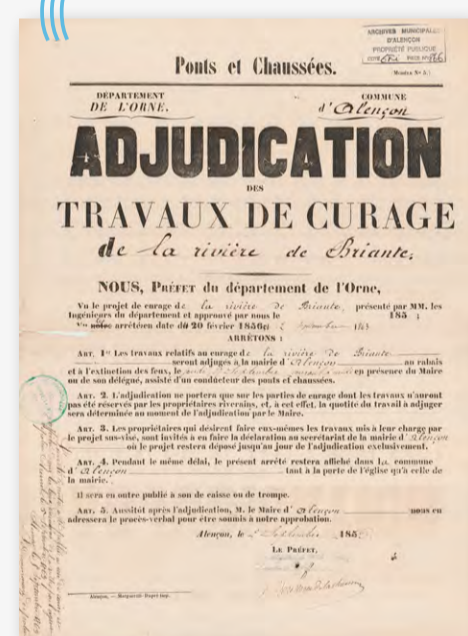 ARCHIVES MUNICIPALES
D'ALENÇON
PROPRIÉTÉ PUBLIQUE
Ponts et Chaussées.
DÉPARTEMENT
DE L'ORNE.
COMMUNE
d'Alençon
ADJUDICATION
DES
TRAVAUX DE CURAGE
de la rivière de Briante.
NOUS, PRÉFET du département de l'Orne,
Vu le projet de curage de la rivière de Briante, présenté par MM. les
Ingénieurs du département et approuvé par nous le 185 ;
Vu notre arrêté en date du 20 février 1856
ARRÊTONS :
ART. 1er Les travaux relatifs au curage de la rivière de Briante
seront adjugés à la mairie d'Alençon au rabais
et à l'extinction des feux, le en présence du Maire
ou de son délégué, assisté d'un conducteur des ponts et chaussées.
ART. 2. L'adjudication ne portera que sur les parties de curage dont les travaux n'auront
pas été réservés par les propriétaires riverains, et, à cet effet, la quotité du travail à adjuger
sera déterminée au moment de l'adjudication par le Maire.
ART. 3. Les propriétaires qui désirent faire eux-mêmes les travaux mis à leur charge par
le projet sus-visé, sont invités à en faire la déclaration au secrétariat de la mairie d'Alençon
où le projet restera déposé jusqu'au jour de l'adjudication exclusivement.
ART. 4. Pendant le même délai, le présent arrêté restera affiché dans la commune
d'Alençon tant à la porte de l'église qu'à celle de
la mairie.
Il sera en outre publié à son de caisse ou de trompe.
ART. 5. Aussitôt après l'adjudication, M. le Maire d'Alençon nous en
adressera le procès-verbal pour être soumis à notre approbation.
Alençon, le Septembre 185
LE PRÉFET,